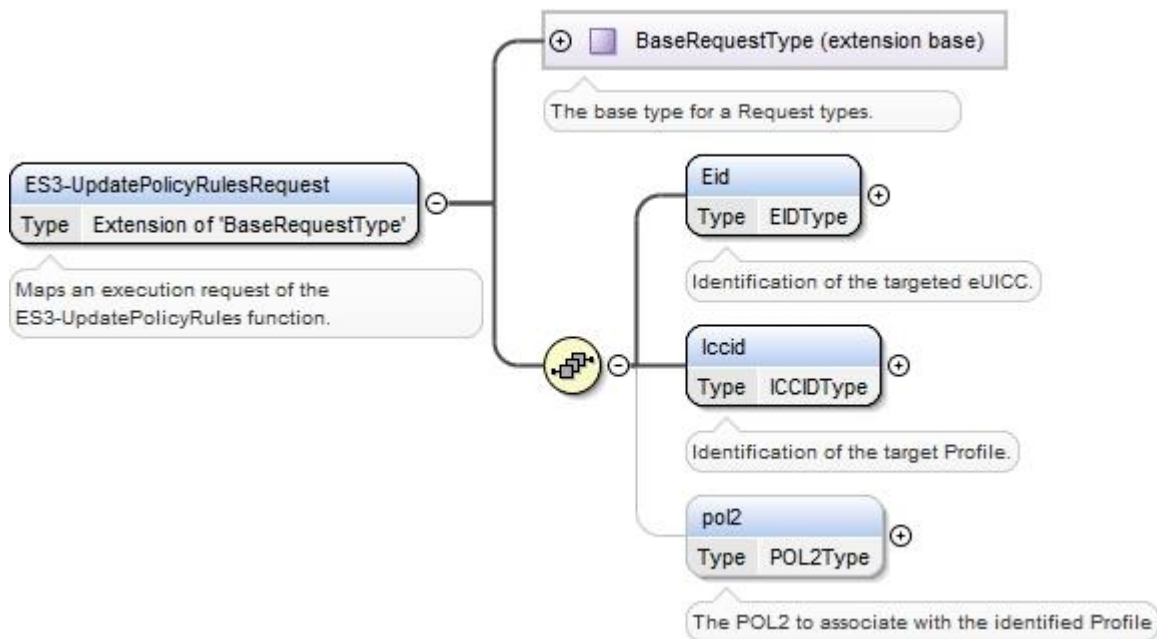 BaseRequestType (extension base)
The base type for a Request types.
ES3-UpdatePolicyRulesRequest
Type Extension of 'BaseRequestType'
Maps an execution request of the
ES3-UpdatePolicyRules function.
Eid
Type EIDType
Identification of the targeted eUICC.
Iccid
Type ICCIDType
Identification of the target Profile.
pol2
Type POL2Type
The POL2 to associate with the identified Profile